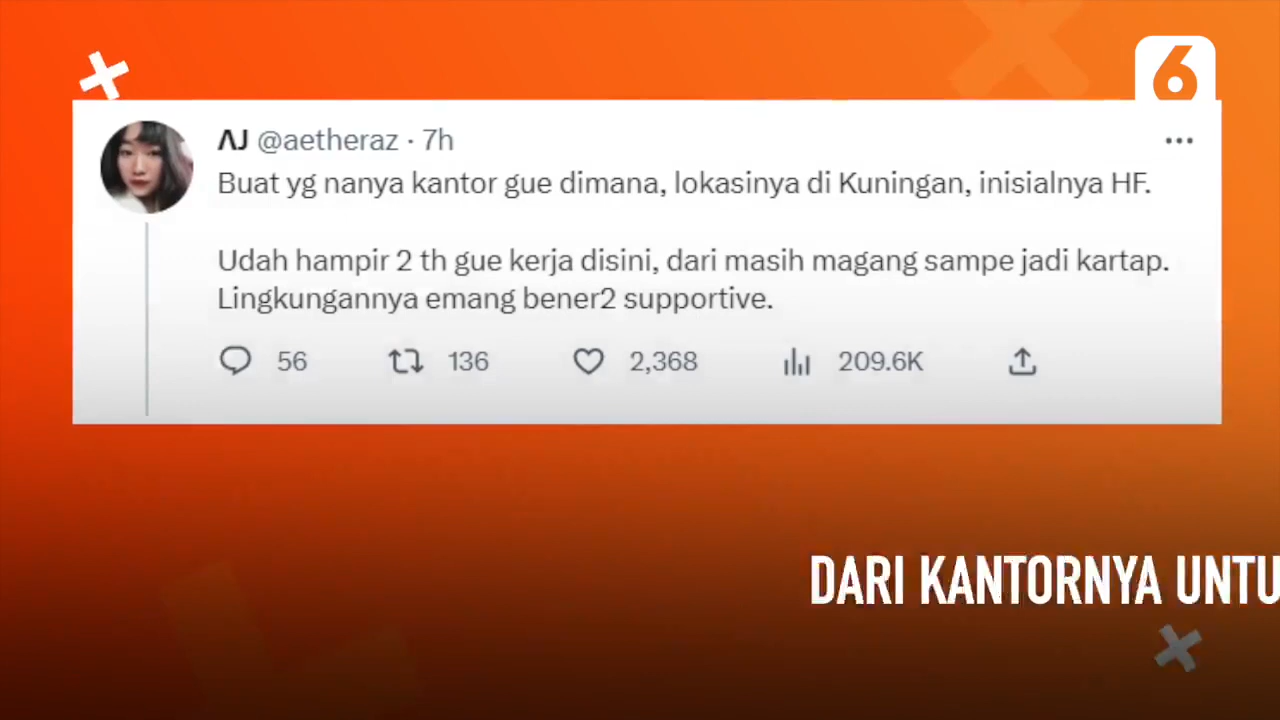 6
ΛJ @aetheraz · 7h
Buat yg nanya kantor gue dimana, lokasinya di Kuningan, inisialnya HF.
Udah hampir 2 th gue kerja disini, dari masih magang sampe jadi kartap.
Lingkungannya emang bener2 supportive.
56 136 2,368 209.6K
DARI KANTORNYA UNTU